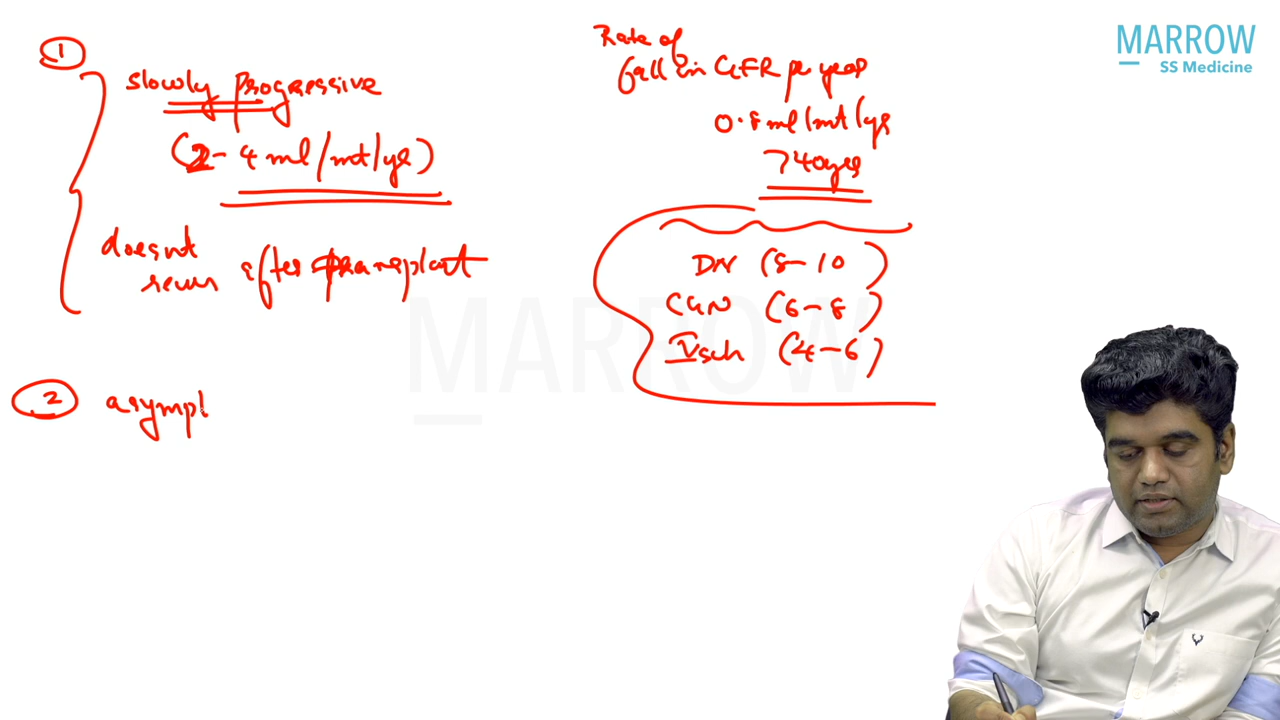 MARROW
SS Medicine
①
slowly progressive
(2-4 ml/mt/yr)
doesnt
recur after transplant
Rate of
fall in GFR per year
0.8 ml/mt/yr
>40yrs
DN (8-10)
CGN (6-8)
Isch (4-6)
②
asympt
MARROW